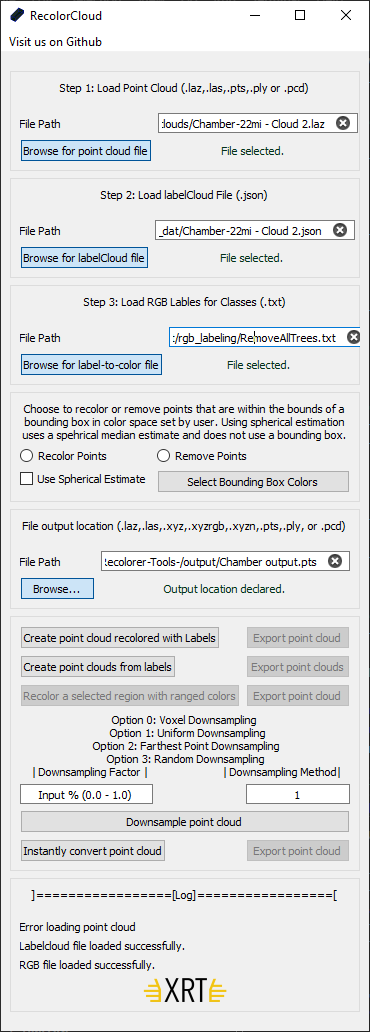 RecolorCloud
Visit us on Github
Step 1: Load Point Cloud (.laz,.las,.pts,.ply or .pcd)
File Path
:louds/Chamber-22mi - Cloud 2.laz
Browse for point cloud file
File selected.
Step 2: Load labelCloud File (.json)
File Path
_dat/Chamber-22mi - Cloud 2.json
Browse for labelCloud file
File selected.
Step 3: Load RGB Lables for Classes (.txt)
File Path
:/rgb_labeling/RemoveAllTrees.txt
Browse for label-to-color file
File selected.
Choose to recolor or remove points that are within the bounds of a
bounding box in color space set by user. Using spherical estimation
uses a spehrical median estimate and does not use a bounding box.
Recolor Points
Remove Points
Use Spherical Estimate
Select Bounding Box Colors
File output location (.laz,.las,.xyz,.xyzrgb,.xyzn,.pts,.ply, or .pcd)
File Path
Recolorer-Tools-/output/Chamber output.pts
Browse...
Output location declared.
Create point cloud recolored with Labels
Export point cloud
Create point clouds from labels
Export point clouds
Recolor a selected region with ranged colors
Export point cloud
Option 0: Voxel Downsampling
Option 1: Uniform Downsampling
Option 2: Farthest Point Downsampling
Option 3: Random Downsampling
| Downsampling Factor |
| Downsampling Method|
Input % (0.0 - 1.0)
1
Downsample point cloud
Instantly convert point cloud
Export point cloud
]=================[Log]=================[
Error loading point cloud
Labelcloud file loaded successfully.
RGB file loaded successfully.
XRT